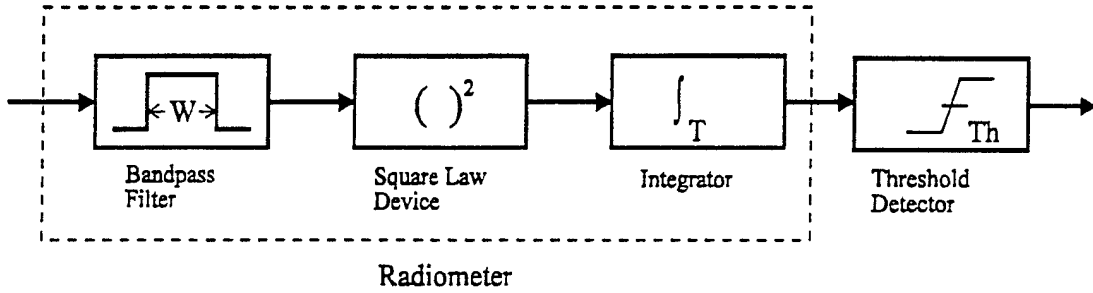 W
( )²
∫T
Th
Bandpass
Filter
Square Law
Device
Integrator
Threshold
Detector
Radiometer